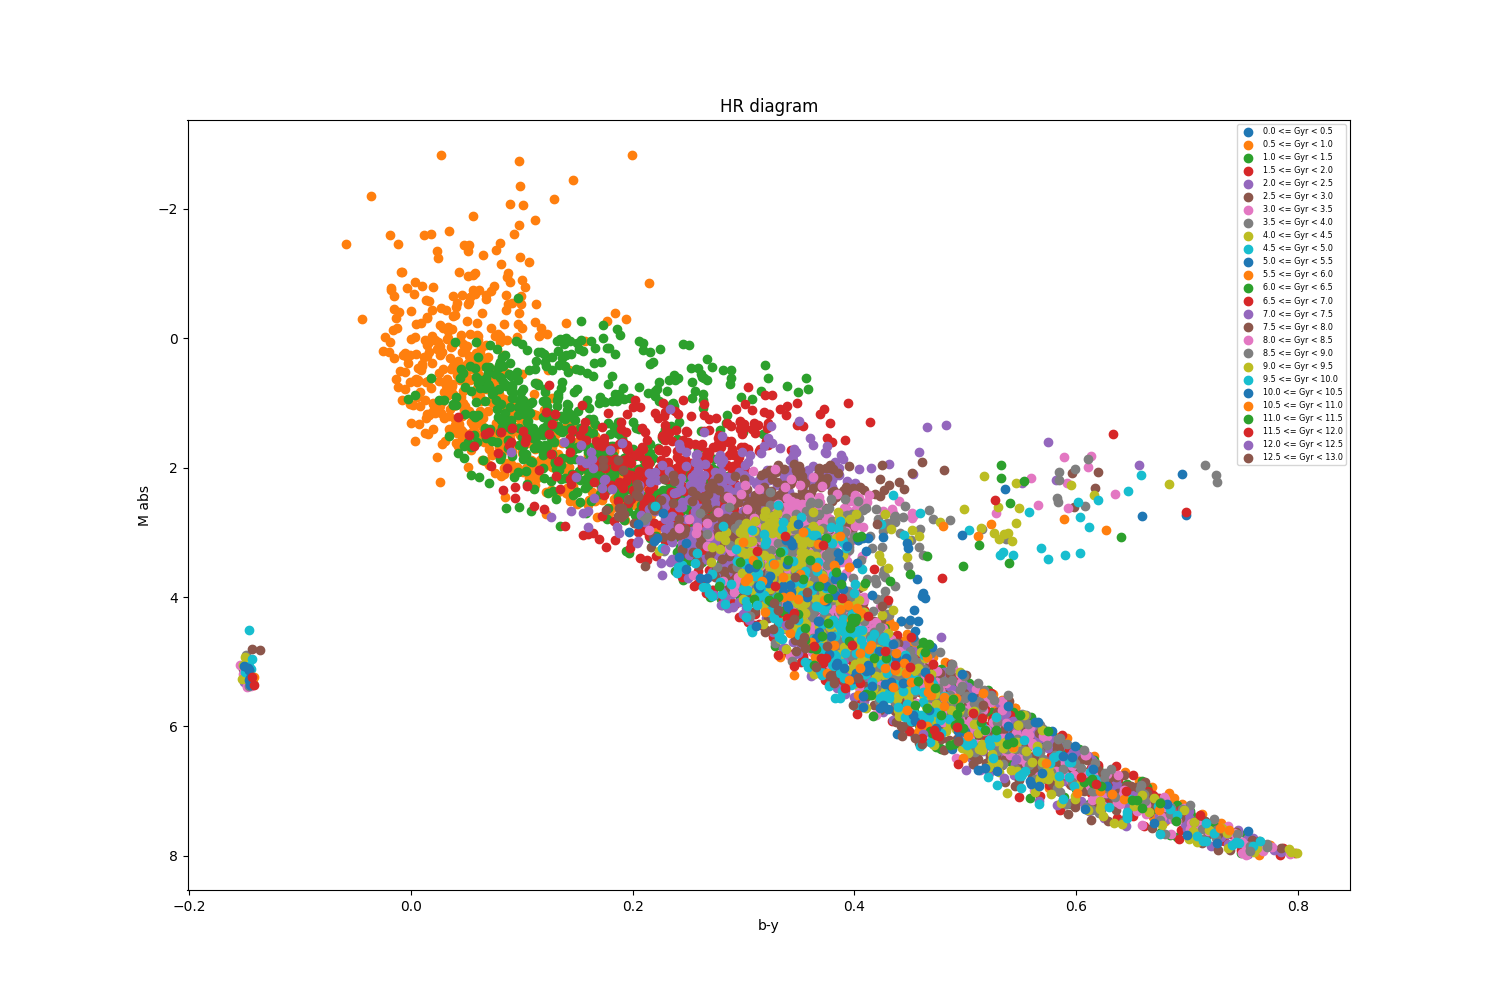 HR diagram
0.0 <= Gyr < 0.5
0.5 <= Gyr < 1.0
1.0 <= Gyr < 1.5
1.5 <= Gyr < 2.0
2.0 <= Gyr < 2.5
2.5 <= Gyr < 3.0
3.0 <= Gyr < 3.5
3.5 <= Gyr < 4.0
4.0 <= Gyr < 4.5
4.5 <= Gyr < 5.0
5.0 <= Gyr < 5.5
5.5 <= Gyr < 6.0
6.0 <= Gyr < 6.5
6.5 <= Gyr < 7.0
7.0 <= Gyr < 7.5
7.5 <= Gyr < 8.0
8.0 <= Gyr < 8.5
8.5 <= Gyr < 9.0
9.0 <= Gyr < 9.5
9.5 <= Gyr < 10.0
10.0 <= Gyr < 10.5
10.5 <= Gyr < 11.0
11.0 <= Gyr < 11.5
11.5 <= Gyr < 12.0
12.0 <= Gyr < 12.5
12.5 <= Gyr < 13.0
−2
0
2
4
6
8
M abs
−0.2 0.0 0.2 0.4 0.6 0.8
b-y